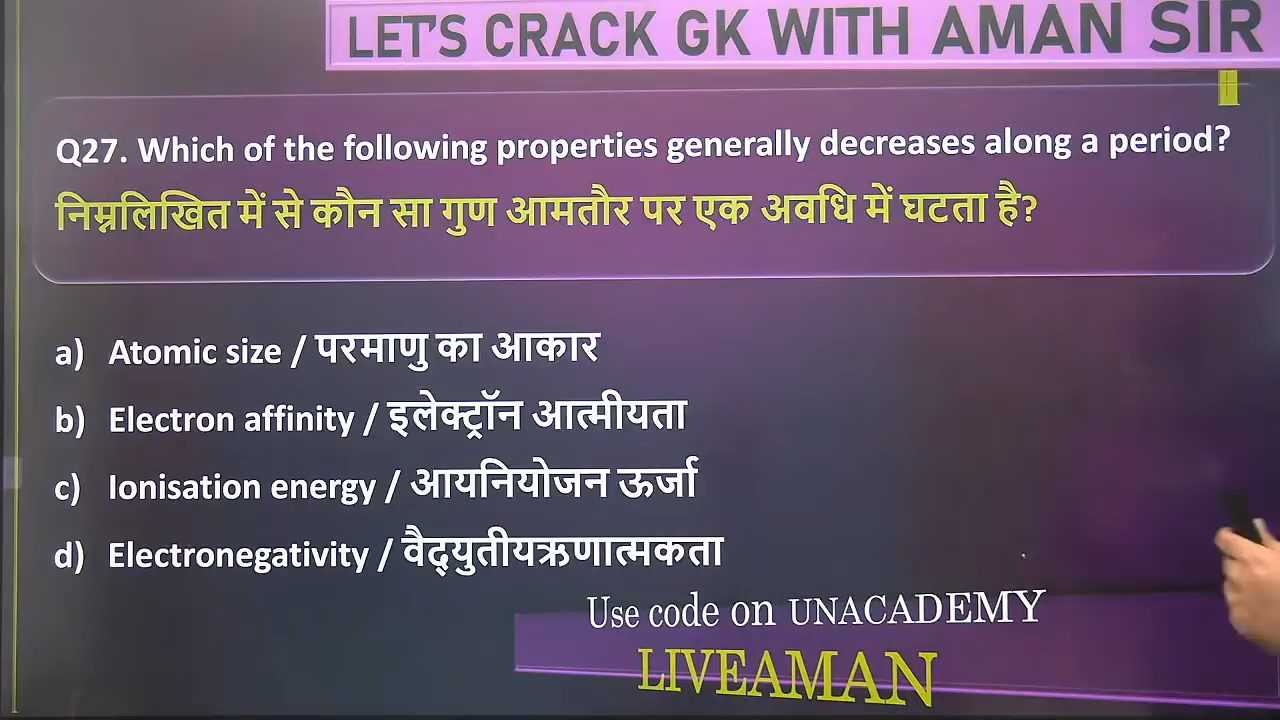 LET'S CRACK GK WITH AMAN SIR
Q27. Which of the following properties generally decreases along a period?
निम्नलिखित में से कौन सा गुण आमतौर पर एक अवधि में घटता है?
a) Atomic size / परमाणु का आकार
b) Electron affinity / इलेक्ट्रॉन आत्मीयता
c) Ionisation energy / आयनियोजन ऊर्जा
d) Electronegativity / वैद्युतीयऋणात्मकता
Use code on UNACADEMY
LIVEAMAN